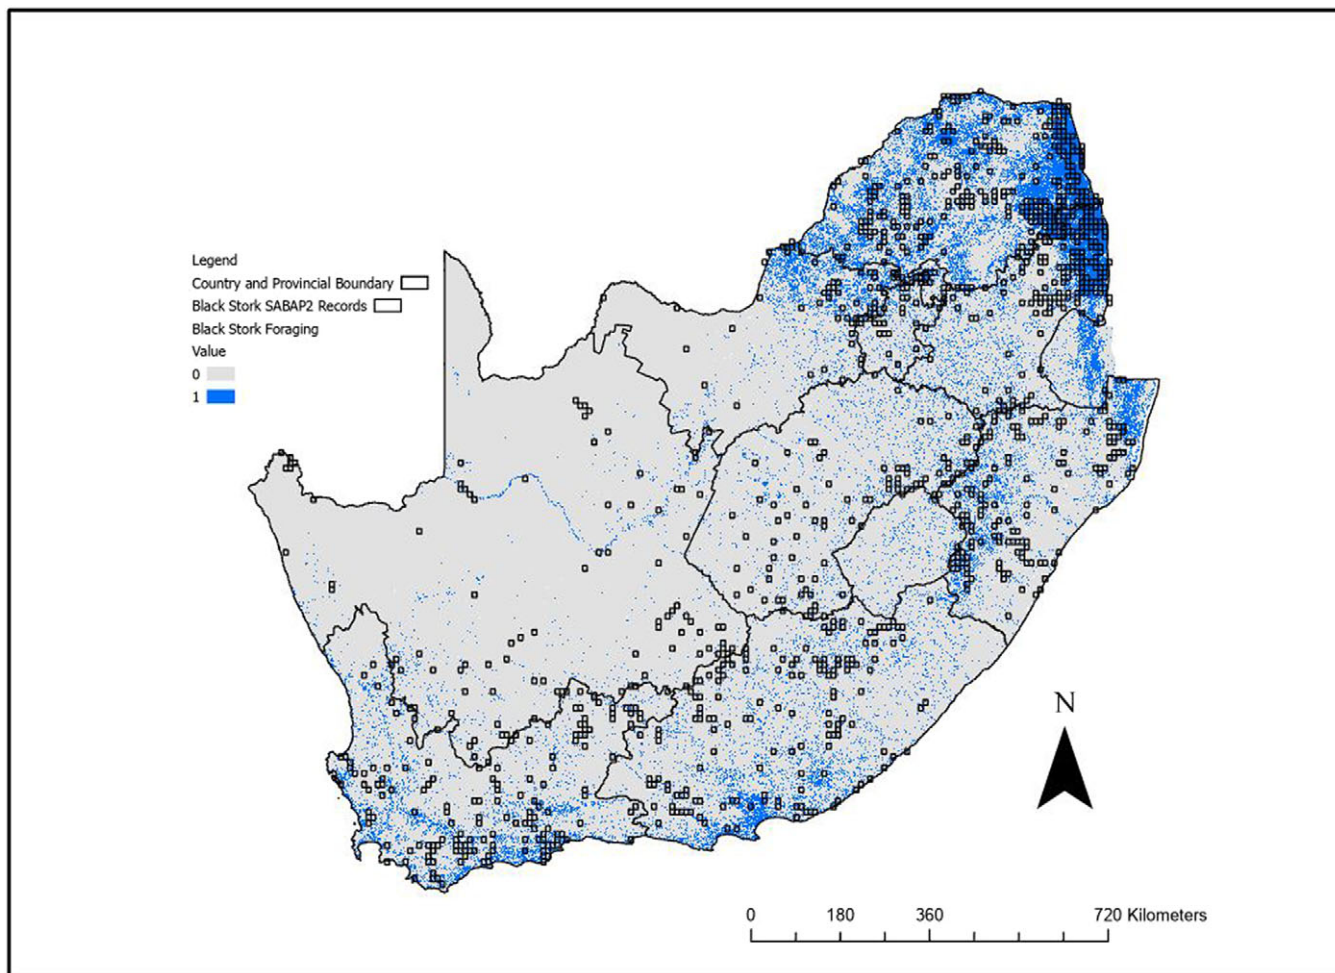 Legend
Country and Provincial Boundary
Black Stork SABAP2 Records
Black Stork Foraging
Value
0
1
N
0 180 360 720 Kilometers